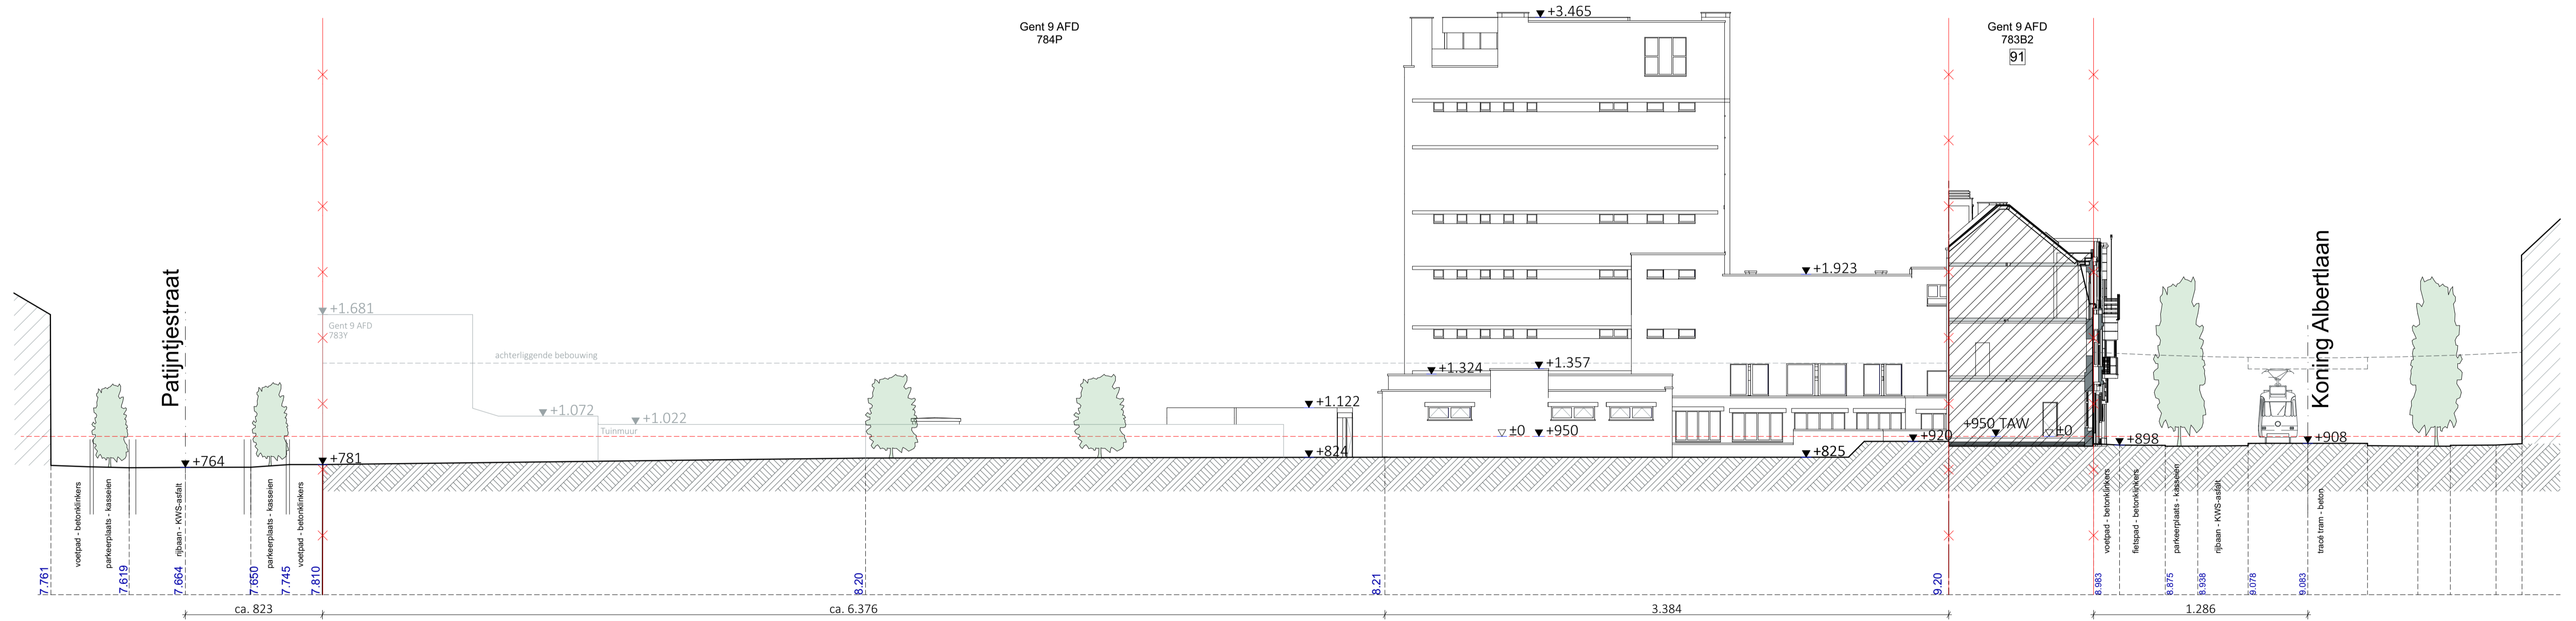 Gent 9 AFD
784P
+3.465
Gent 9 AFD
783B2
91
Patijntjestraat
Koning Albertlaan
+1.681
Gent 9 AFD
783Y
achterliggende bebouwing
+1.923
+1.324
+1.357
+1.072
+1.022
Tuinmuur
+1.122
±0
+950
+950 TAW
±0
+920
+898
+908
+764
+781
+824
+825
voetpad - betonklinkers
parkeerplaats - kasseien
rijbaan - KWS-asfalt
parkeerplaats - kasseien
voetpad - betonklinkers
voetpad - betonklinkers
fietspad - betonklinkers
parkeerplaats - kasseien
rijbaan - KWS-asfalt
tracé tram - beton
7.761
7.619
7.664
7.650
7.745
7.810
8.20
8.21
9.20
8.983
8.875
8.938
9.078
9.083
ca. 823
ca. 6.376
3.384
1.286